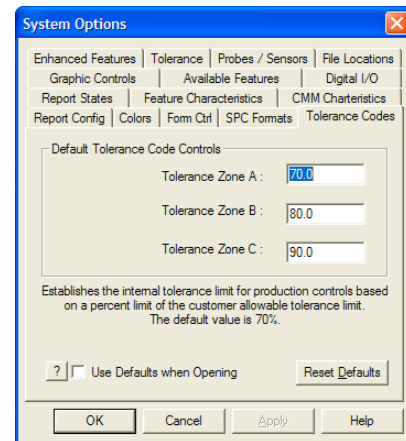 System Options
Enhanced Features Tolerance Probes / Sensors File Locations
Graphic Controls Available Features Digital I/O
Report States Feature Characteristics CMM Charteristics
Report Config Colors Form Ctrl SPC Formats Tolerance Codes
Default Tolerance Code Controls
Tolerance Zone A : 70.0
Tolerance Zone B : 80.0
Tolerance Zone C : 90.0
Establishes the internal tolerance limit for production controls based
on a percent limit of the customer allowable tolerance limit.
The default value is 70%.
? Use Defaults when Opening Reset Defaults
OK Cancel Apply Help